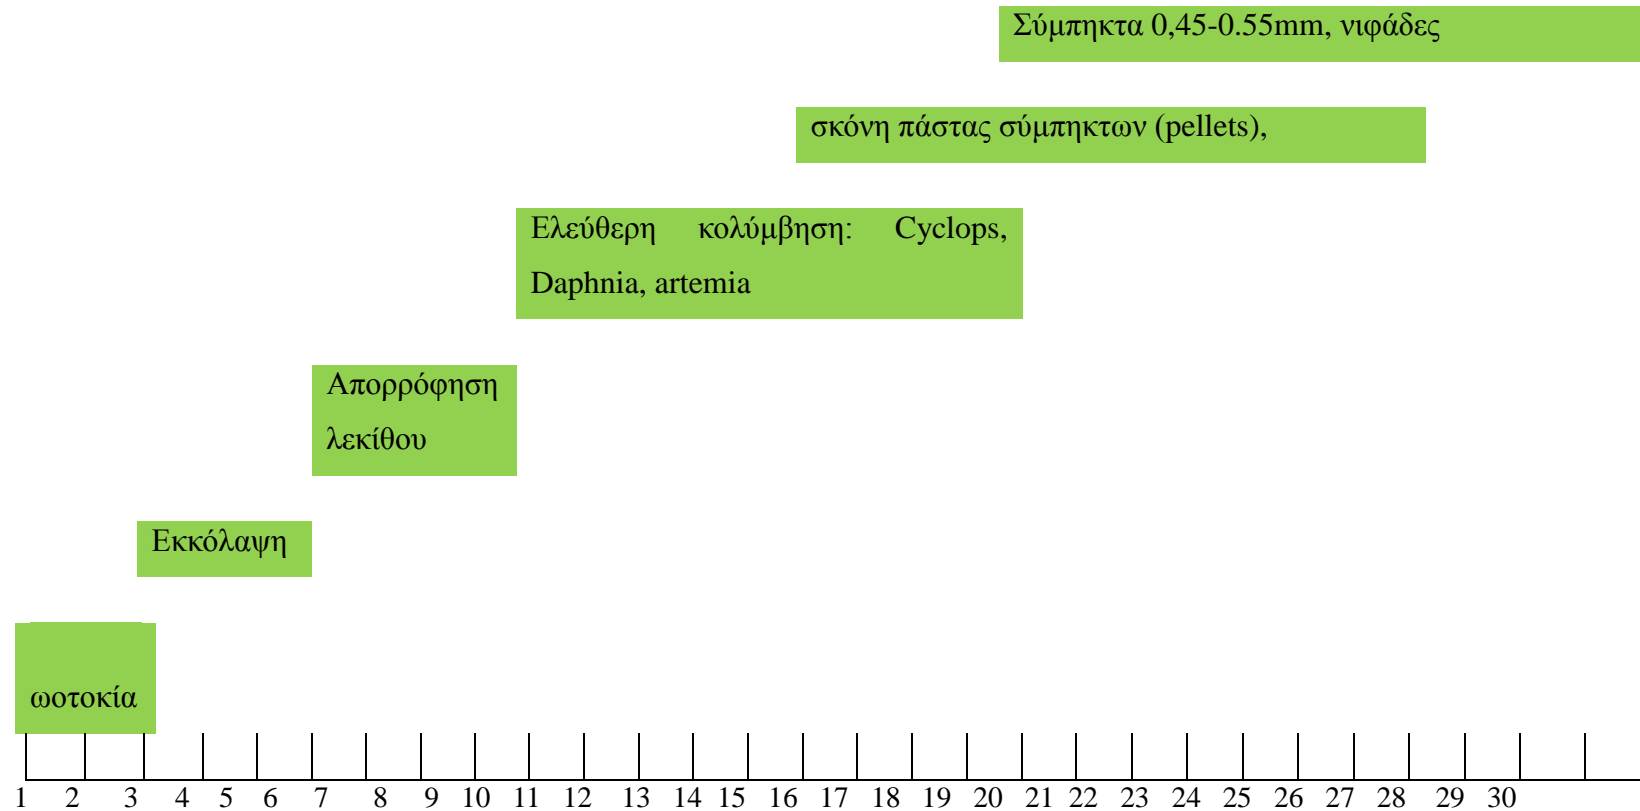 Σύμπηκτα 0,45-0.55mm, νιφάδες
σκόνη πάστας σύμπηκτων (pellets),
Ελεύθερη κολύμβηση: Cyclops,
Daphnia, artemia
Απορρόφηση
λεκίθου
Εκκόλαψη
ωοτοκία
1 2 3 4 5 6 7 8 9 10 11 12 13 14 15 16 17 18 19 20 21 22 23 24 25 26 27 28 29 30